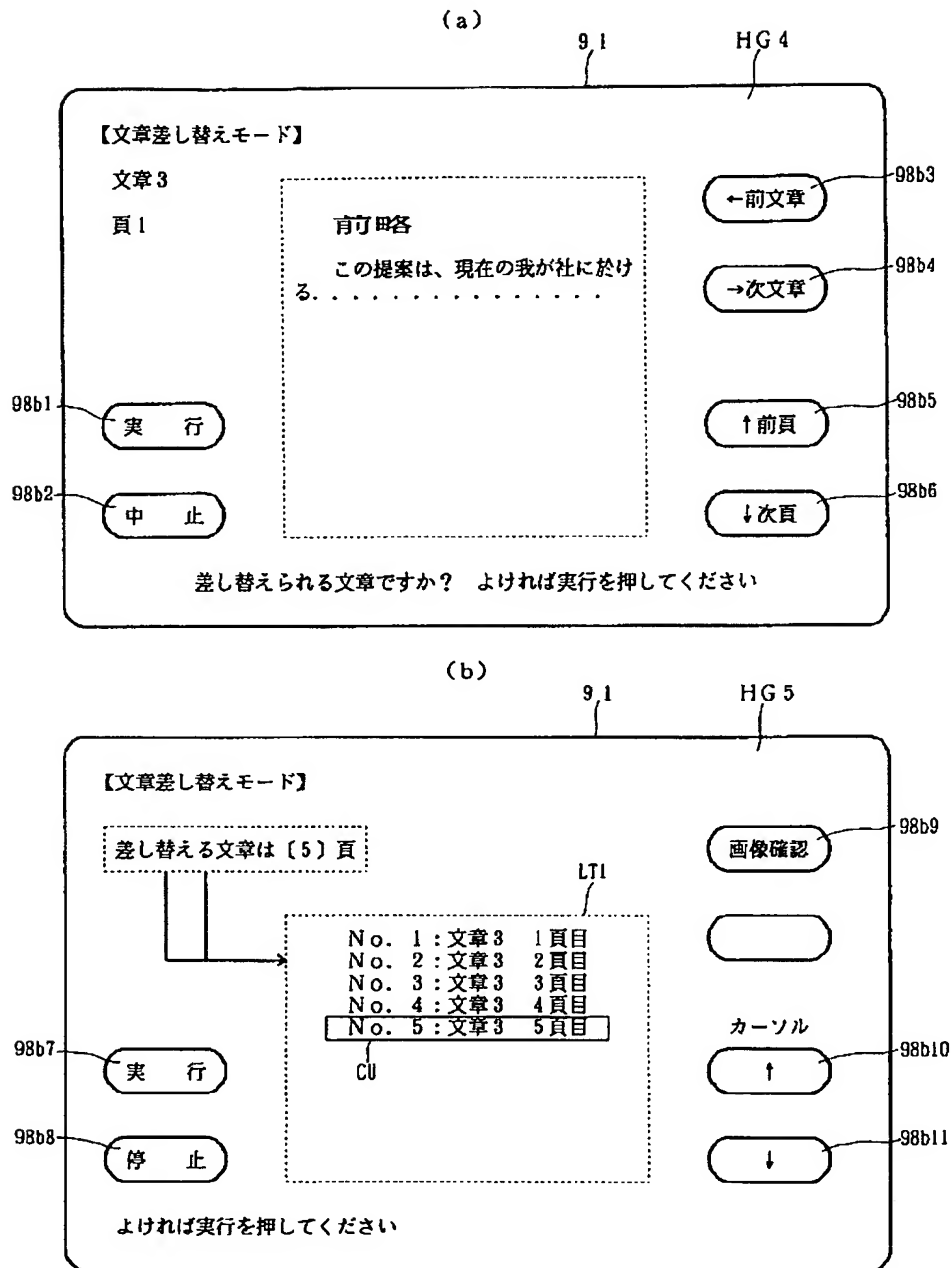 (a)
91
HG4
【文章差し替えモード】
文章3
頁1
前略
この提案は、現在の我が社に於け
る. . . . . . . . . . . . . . .
←前文章
98b3
→次文章
98b4
98b1
実 行
↑前頁
98b5
98b2
中 止
↓次頁
98b6
差し替えられる文章ですか? よければ実行を押してください
(b)
91
HG5
【文章差し替えモード】
差し替える文章は〔5〕頁
画像確認
98b9
LT1
No. 1:文章3 1頁目
No. 2:文章3 2頁目
No. 3:文章3 3頁目
No. 4:文章3 4頁目
No. 5:文章3 5頁目
CU
カーソル
98b7
実 行
↑
98b10
98b8
停 止
↓
98b11
よければ実行を押してください